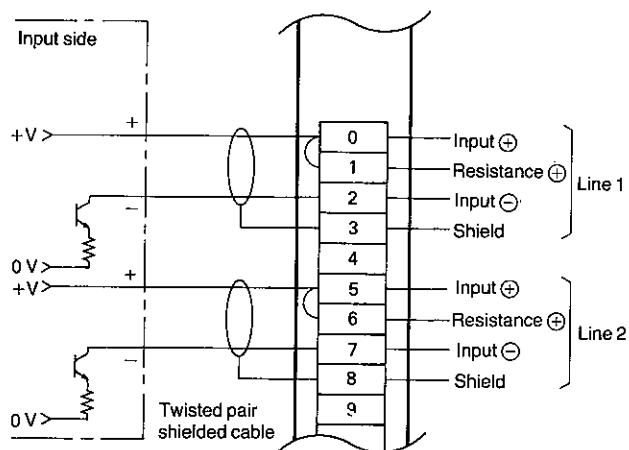 Input side
+V
+
0
Input ⊕
1
Resistance ⊕
Line 1
2
Input ⊖
−
3
Shield
0 V
4
+V
+
5
Input ⊕
6
Resistance ⊕
Line 2
7
Input ⊖
−
8
Shield
0 V
9
Twisted pair
shielded cable